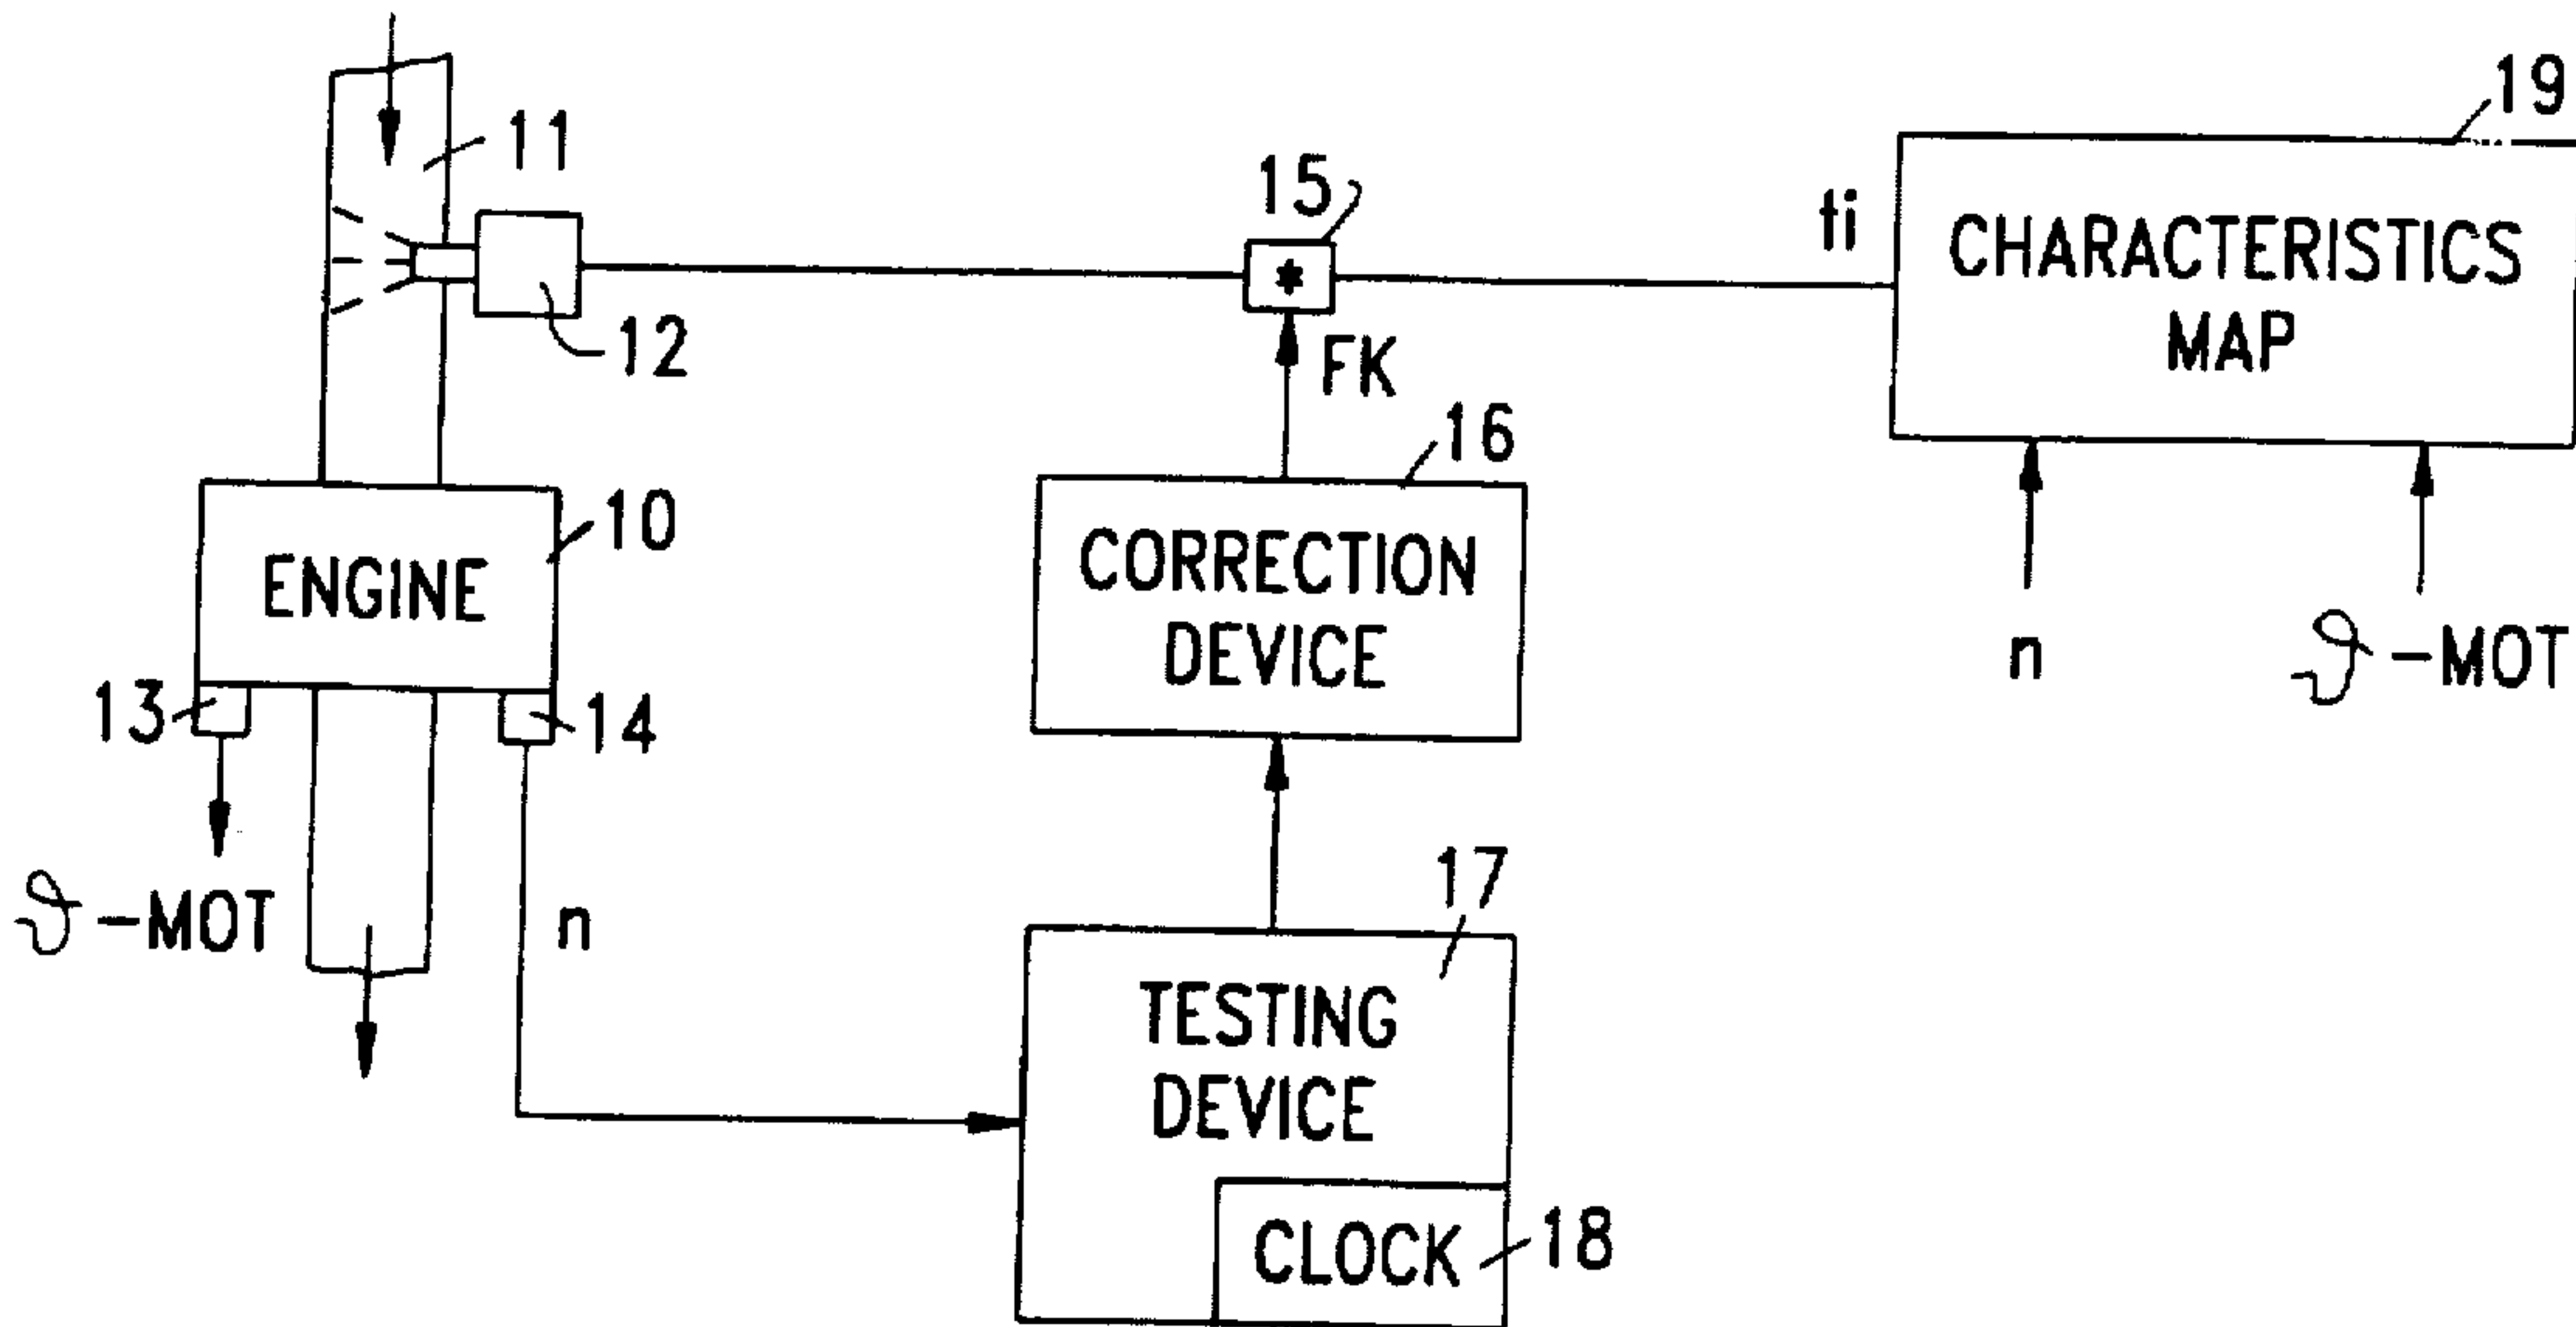 11
12
15
*
FK
ti
19
CHARACTERISTICS
MAP
n
ϑ-MOT
10
ENGINE
13
14
ϑ-MOT
n
16
CORRECTION
DEVICE
17
TESTING
DEVICE
CLOCK
18